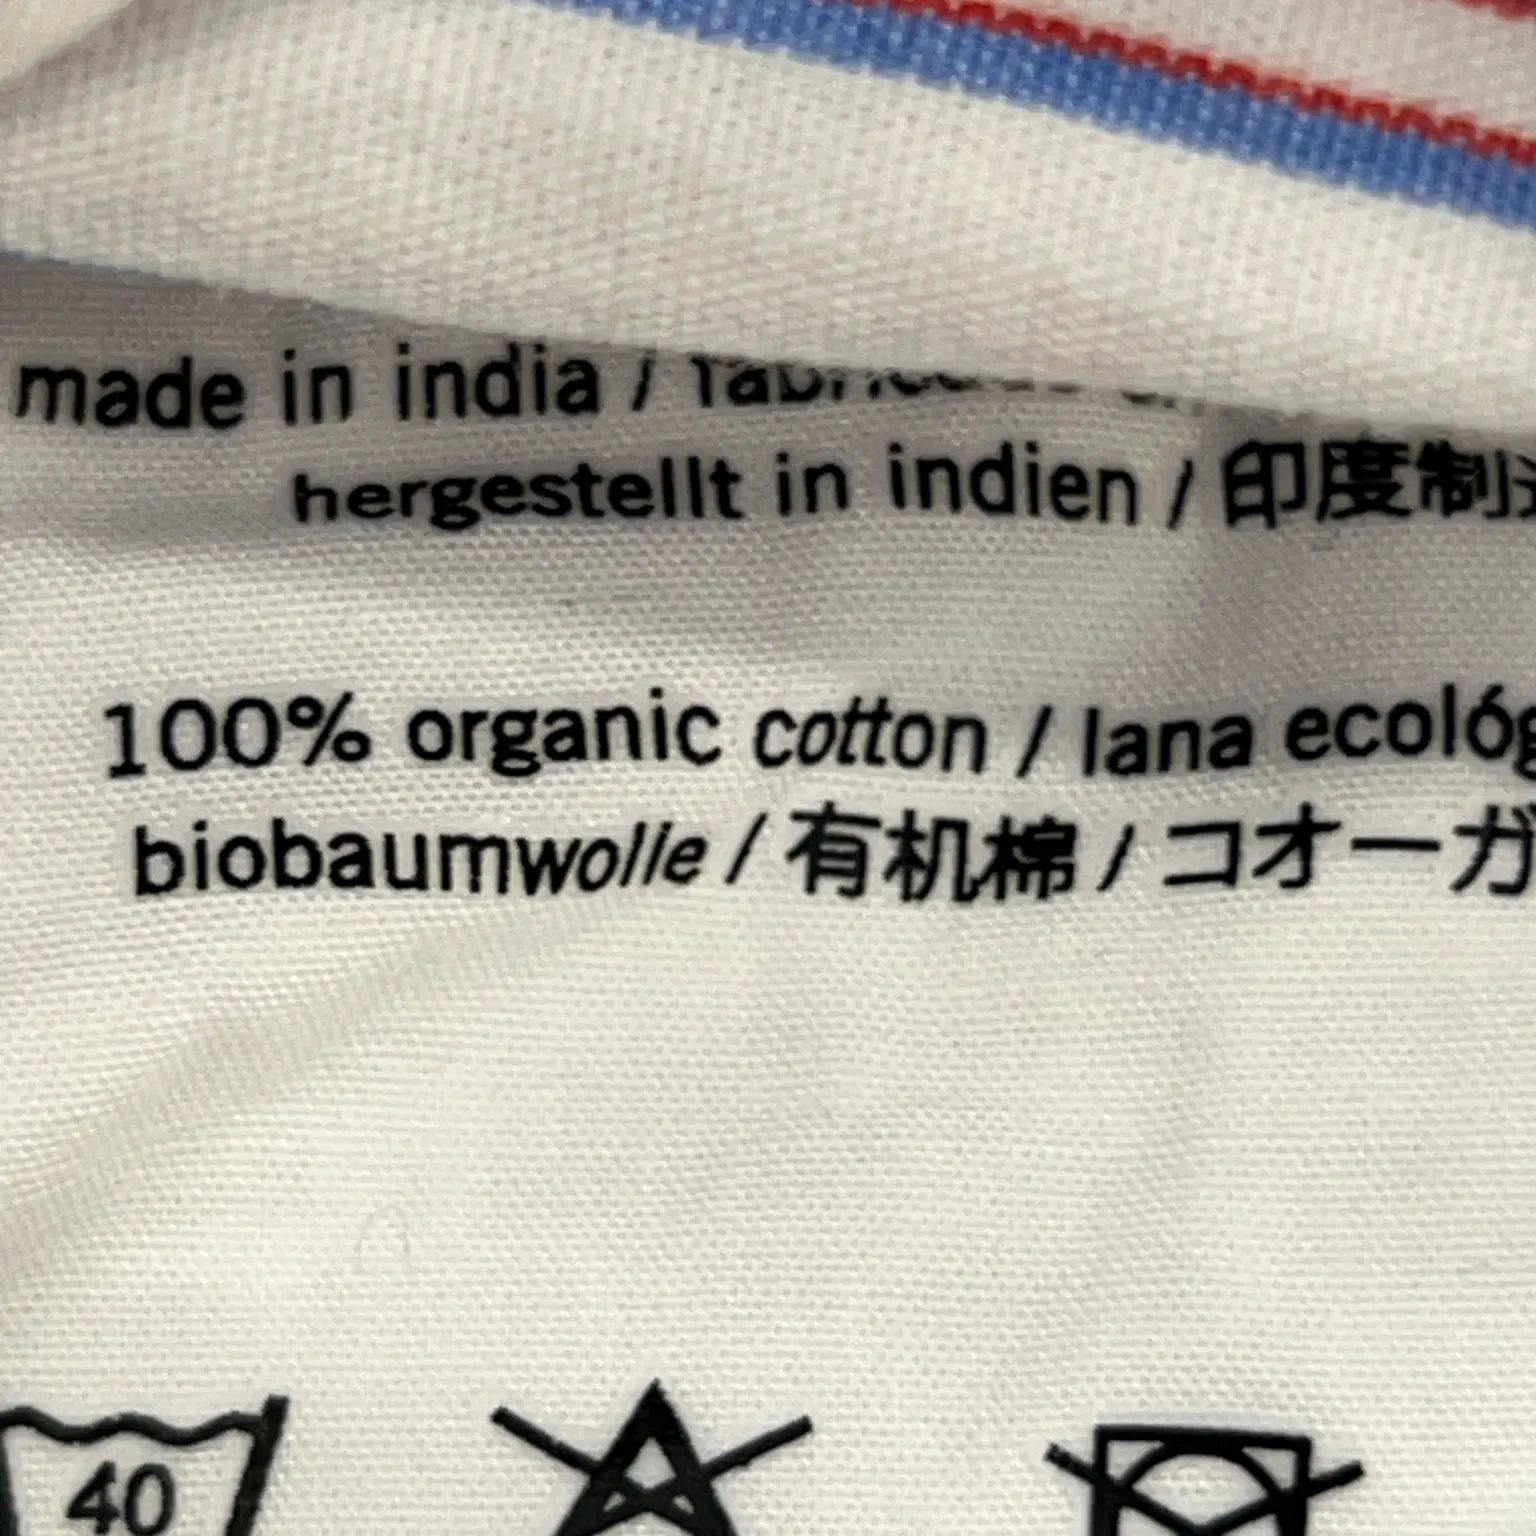 made in india /
hergestellt in indien / 印度制
100% organic cotton / lana ecológ
biobaumwolle / 有机棉 / コオーガ
40